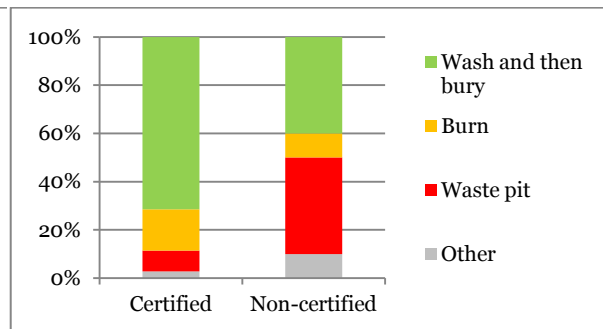 100%
80%
60%
40%
20%
0%
Certified
Non-certified
Wash and then
bury
Burn
Waste pit
Other